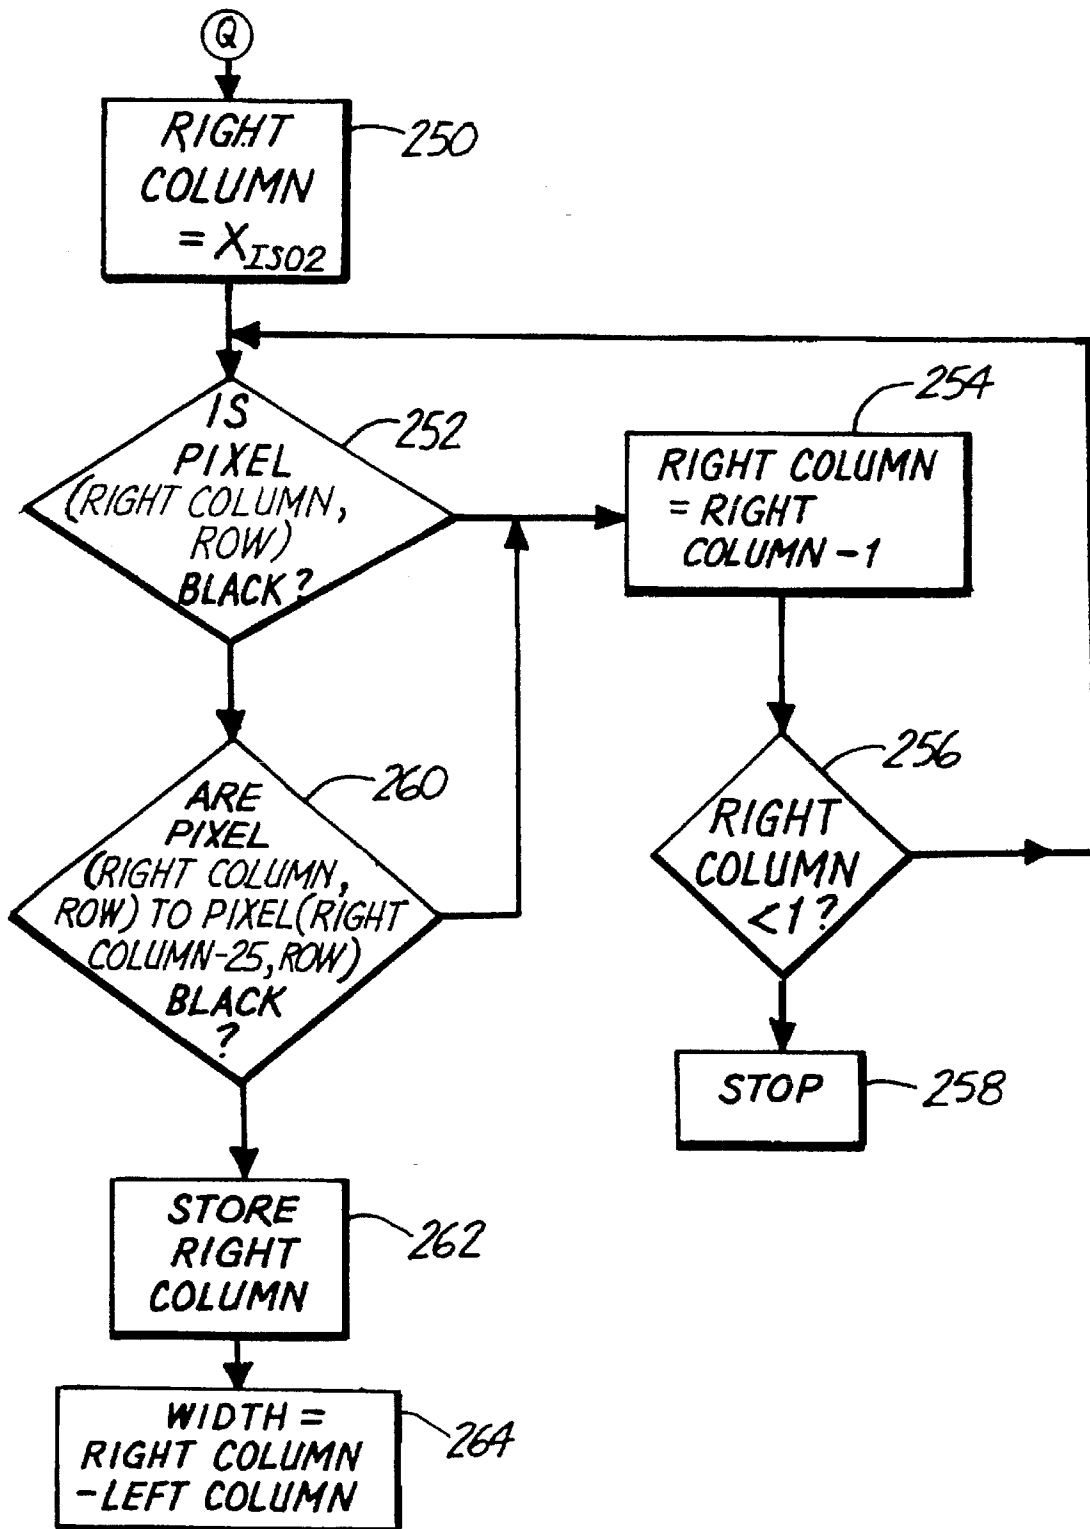 Q
RIGHT
COLUMN
= X_ISO2
250
IS
PIXEL
(RIGHT COLUMN,
ROW)
BLACK?
252
RIGHT COLUMN
= RIGHT
COLUMN-1
254
ARE
PIXEL
(RIGHT COLUMN,
ROW) TO PIXEL(RIGHT
COLUMN-25, ROW)
BLACK
?
260
RIGHT
COLUMN
<1?
256
STOP
258
STORE
RIGHT
COLUMN
262
WIDTH =
RIGHT COLUMN
-LEFT COLUMN
264